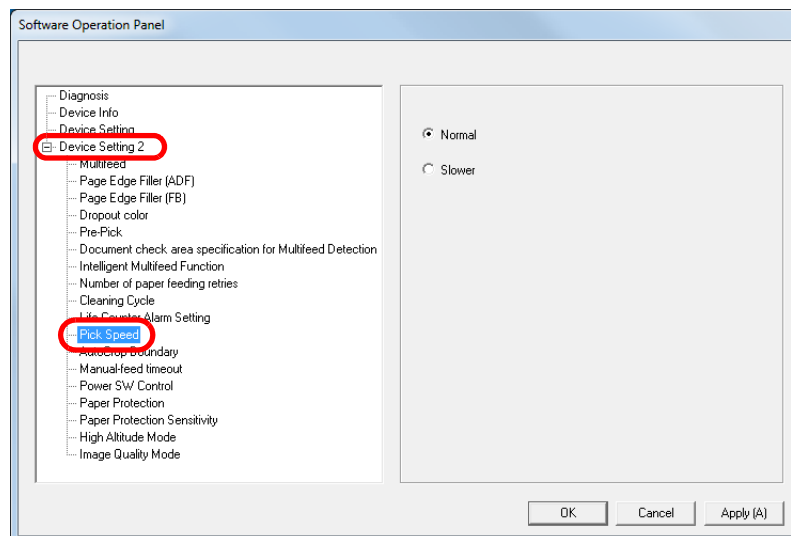 Software Operation Panel
Diagnosis
Device Info
Device Setting
Device Setting 2
Multifeed
Page Edge Filler (ADF)
Page Edge Filler (FB)
Dropout color
Pre-Pick
Document check area specification for Multifeed Detection
Intelligent Multifeed Function
Number of paper feeding retries
Cleaning Cycle
Life Counter Alarm Setting
Pick Speed
AutoCrop Boundary
Manual-feed timeout
Power SW Control
Paper Protection
Paper Protection Sensitivity
High Altitude Mode
Image Quality Mode
Normal
Slower
OK Cancel Apply (A)